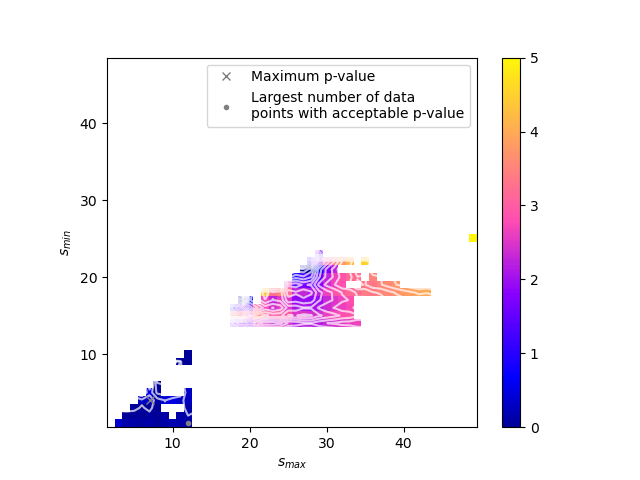 Maximum p-value
Largest number of data
points with acceptable p-value
40
30
20
10
s_min
10
20
30
40
s_max
5
4
3
2
1
0